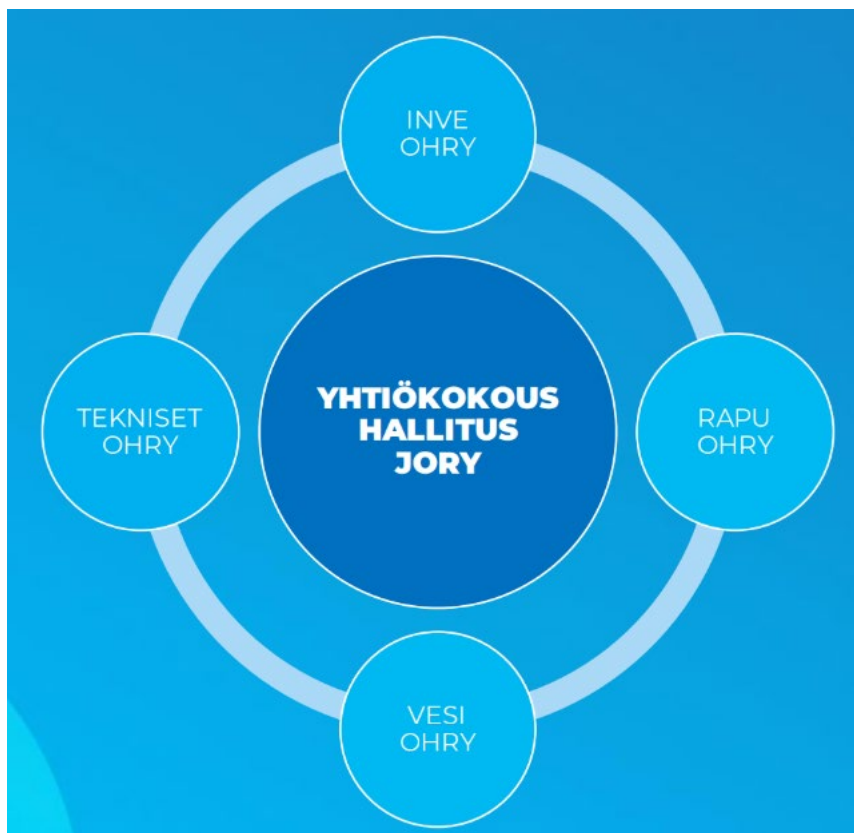 INVE
OHRY
TEKNISET
OHRY
YHTIÖKOKOUS
HALLITUS
JORY
RAPU
OHRY
VESI
OHRY